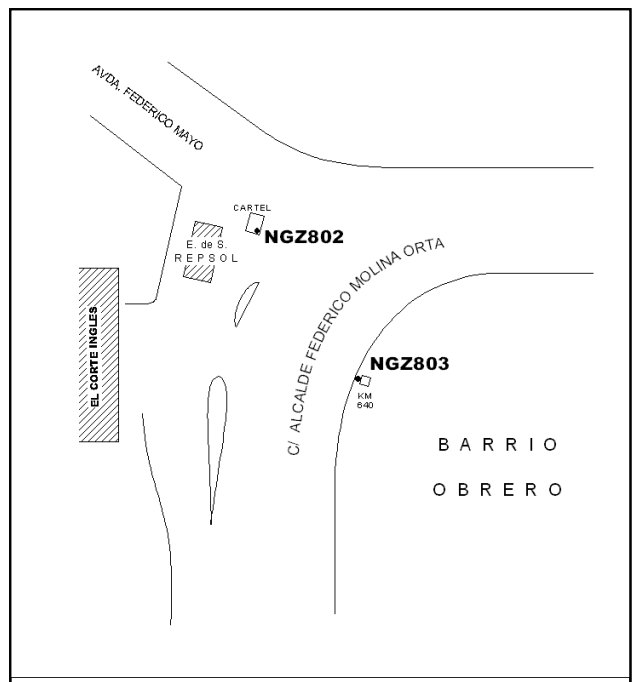 AVDA. FEDERICO MAYO
CARTEL
NGZ802
E. de S.
REPSOL
C/ ALCALDE FEDERICO MOLINA ORTA
EL CORTE INGLES
NGZ803
KM
640
BARRIO
OBRERO